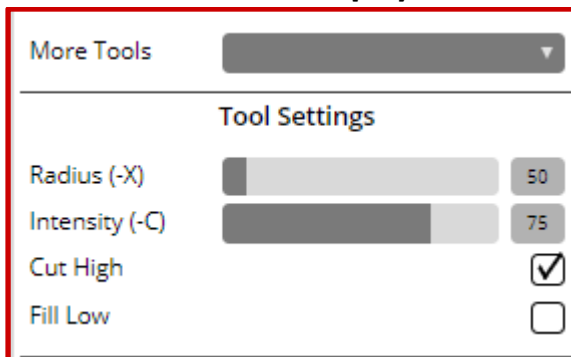 More Tools
Tool Settings
Radius (-X) 50
Intensity (-C) 75
Cut High
Fill Low